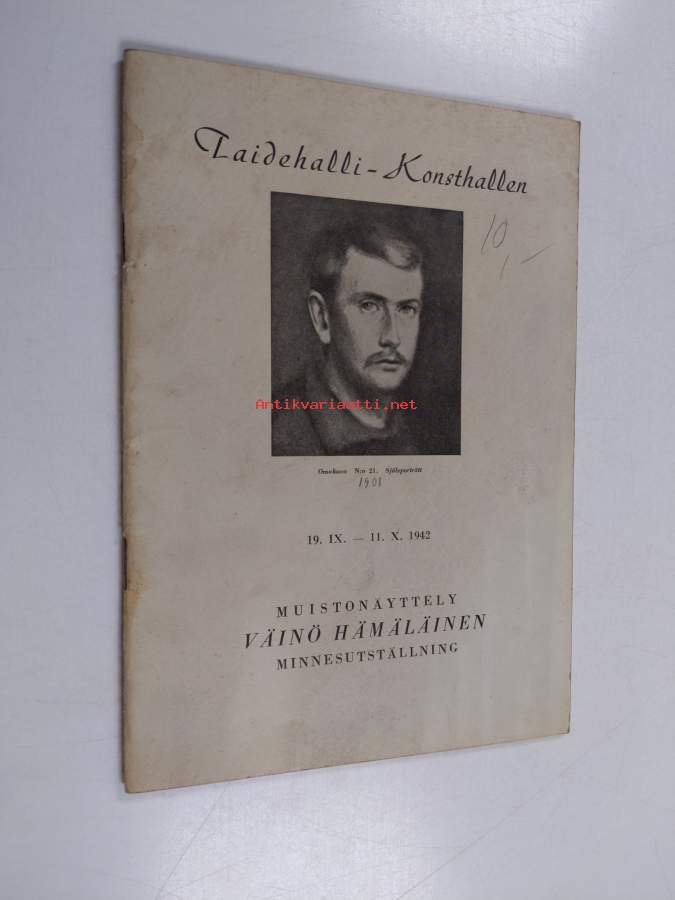 Taidehalli - Konsthallen
10,-
Antikvariaatti.net
Omakuva N:o 21. Självporträtt
1901
19. IX. — 11. X. 1942
MUISTONÄYTTELY
VÄINÖ HÄMÄLÄINEN
MINNESUTSTÄLLNING